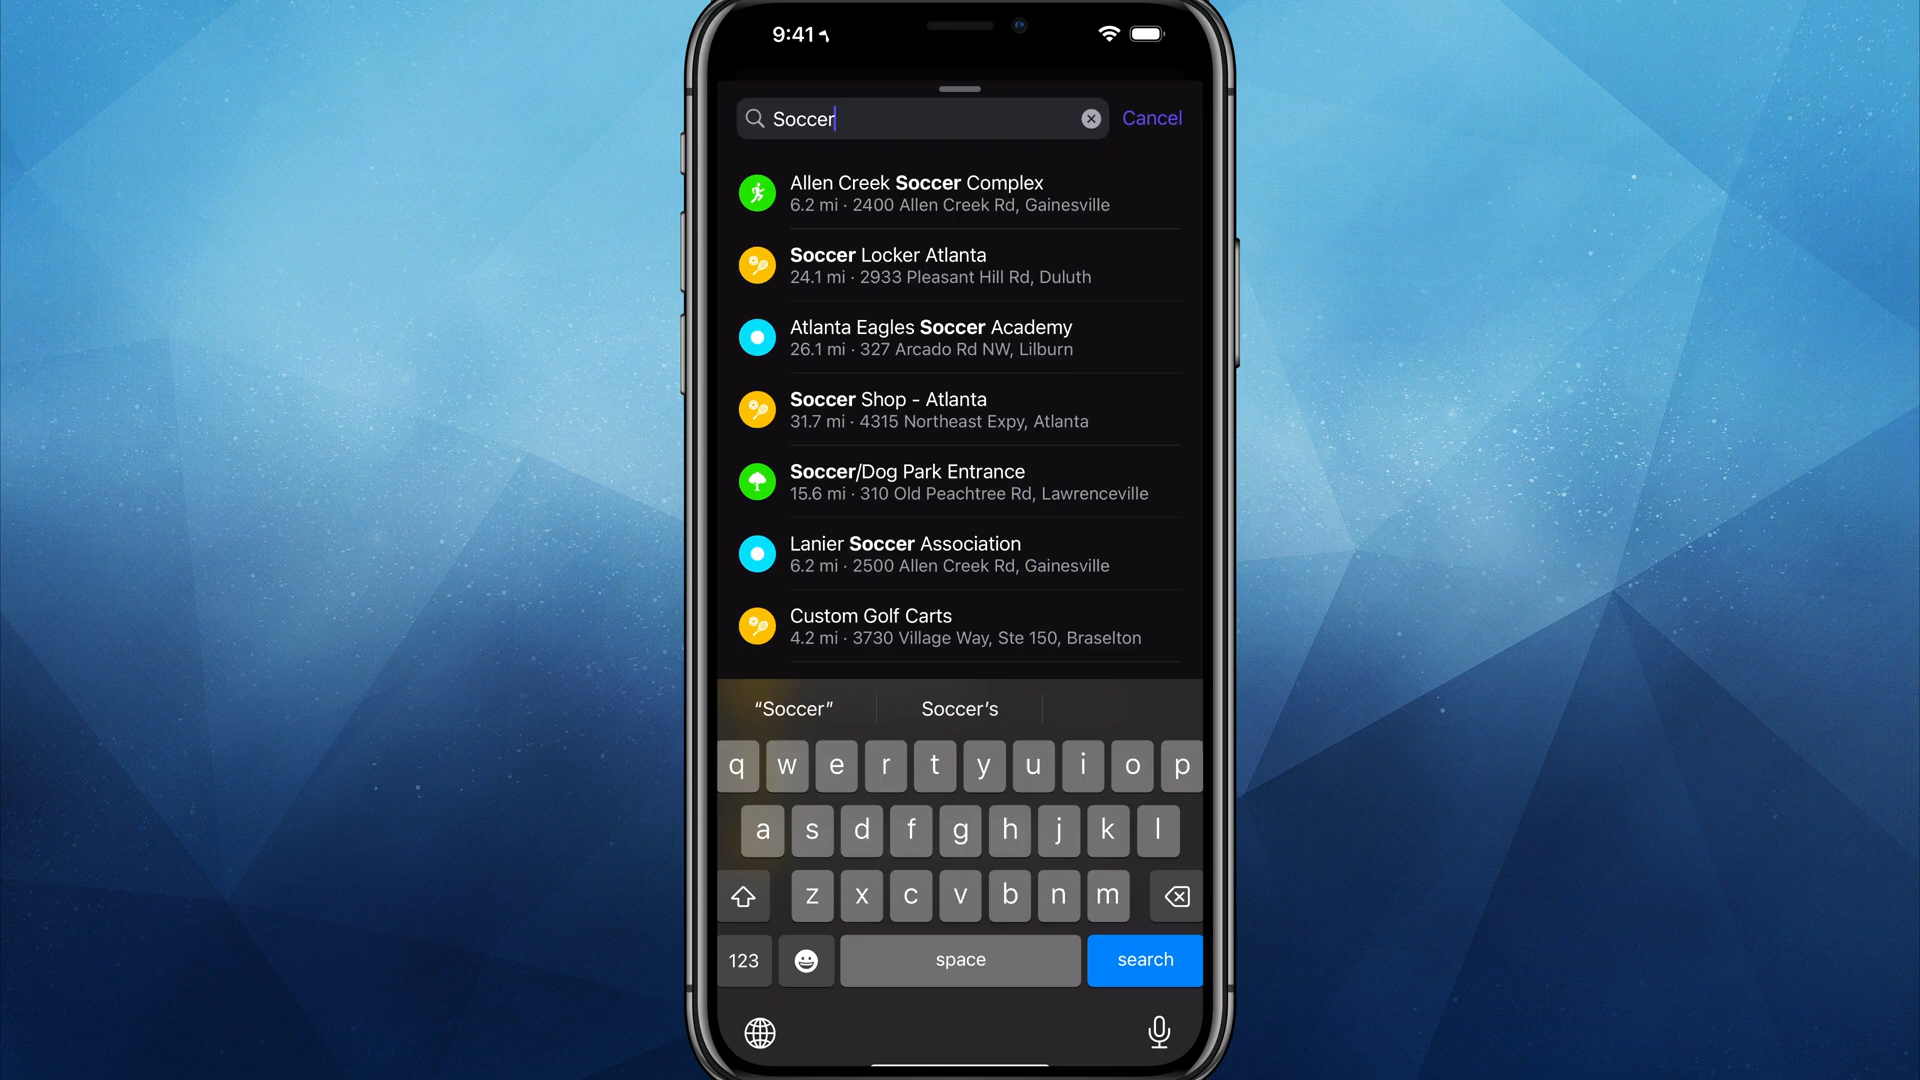 9:41
Soccer
Cancel
Allen Creek Soccer Complex
6.2 mi · 2400 Allen Creek Rd, Gainesville
Soccer Locker Atlanta
24.1 mi · 2933 Pleasant Hill Rd, Duluth
Atlanta Eagles Soccer Academy
26.1 mi · 327 Arcado Rd NW, Lilburn
Soccer Shop - Atlanta
31.7 mi · 4315 Northeast Expy, Atlanta
Soccer/Dog Park Entrance
15.6 mi · 310 Old Peachtree Rd, Lawrenceville
Lanier Soccer Association
6.2 mi · 2500 Allen Creek Rd, Gainesville
Custom Golf Carts
4.2 mi · 3730 Village Way, Ste 150, Braselton
“Soccer” Soccer’s
q w e r t y u i o p
a s d f g h j k l
z x c v b n m
123 space search